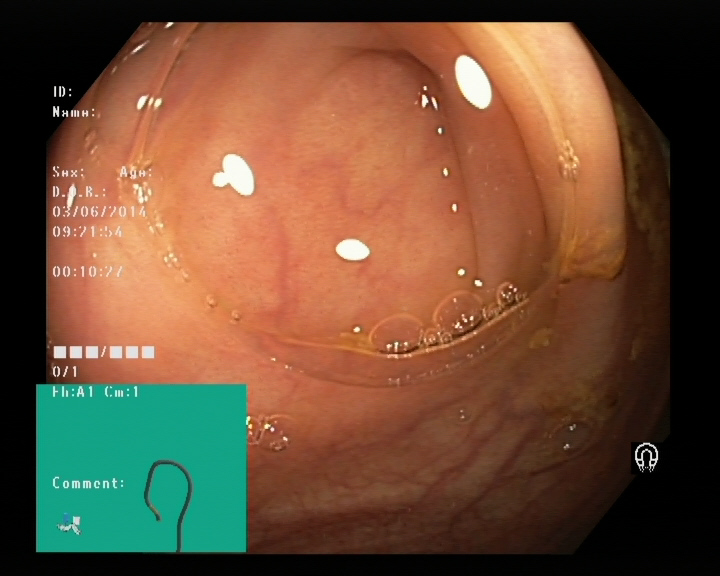 ID:
Name:
Sex: Age:
D.O.B.:
03/06/2014
09:21:54
00:10:27
■■■/■■■
0/1
Eh:A1 Cm:1
Comment: